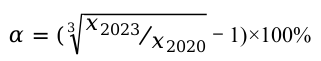 α = (∛(x₂₀₂₃/x₂₀₂₀) − 1)×100%